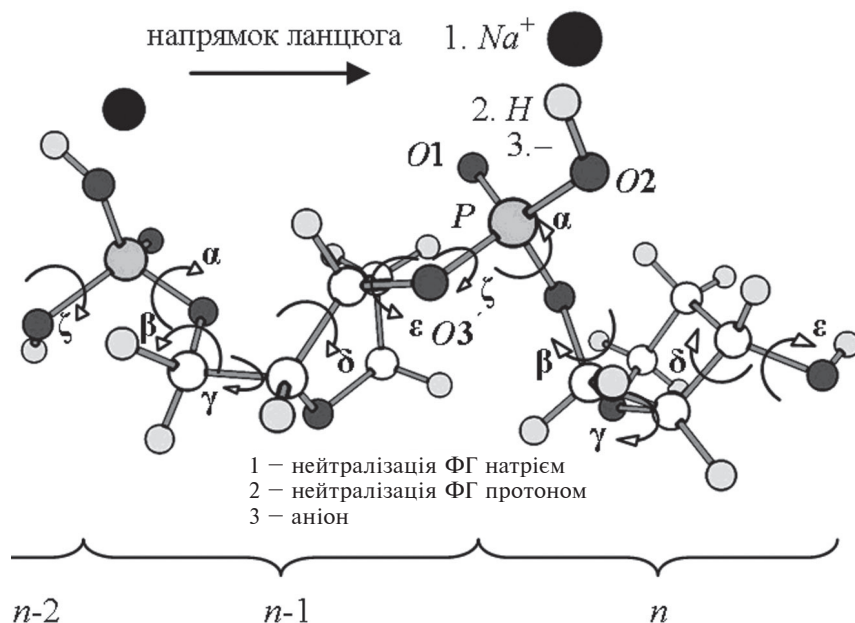 напрямок ланцюга
1. Na⁺
2. H
3.–
O1
O2
P
α
α
ζ
β
γ
δ
ε
O3´
ζ
β
γ
δ
ε
1 – нейтралізація ФГ натрієм
2 – нейтралізація ФГ протоном
3 – аніон
n-2
n-1
n